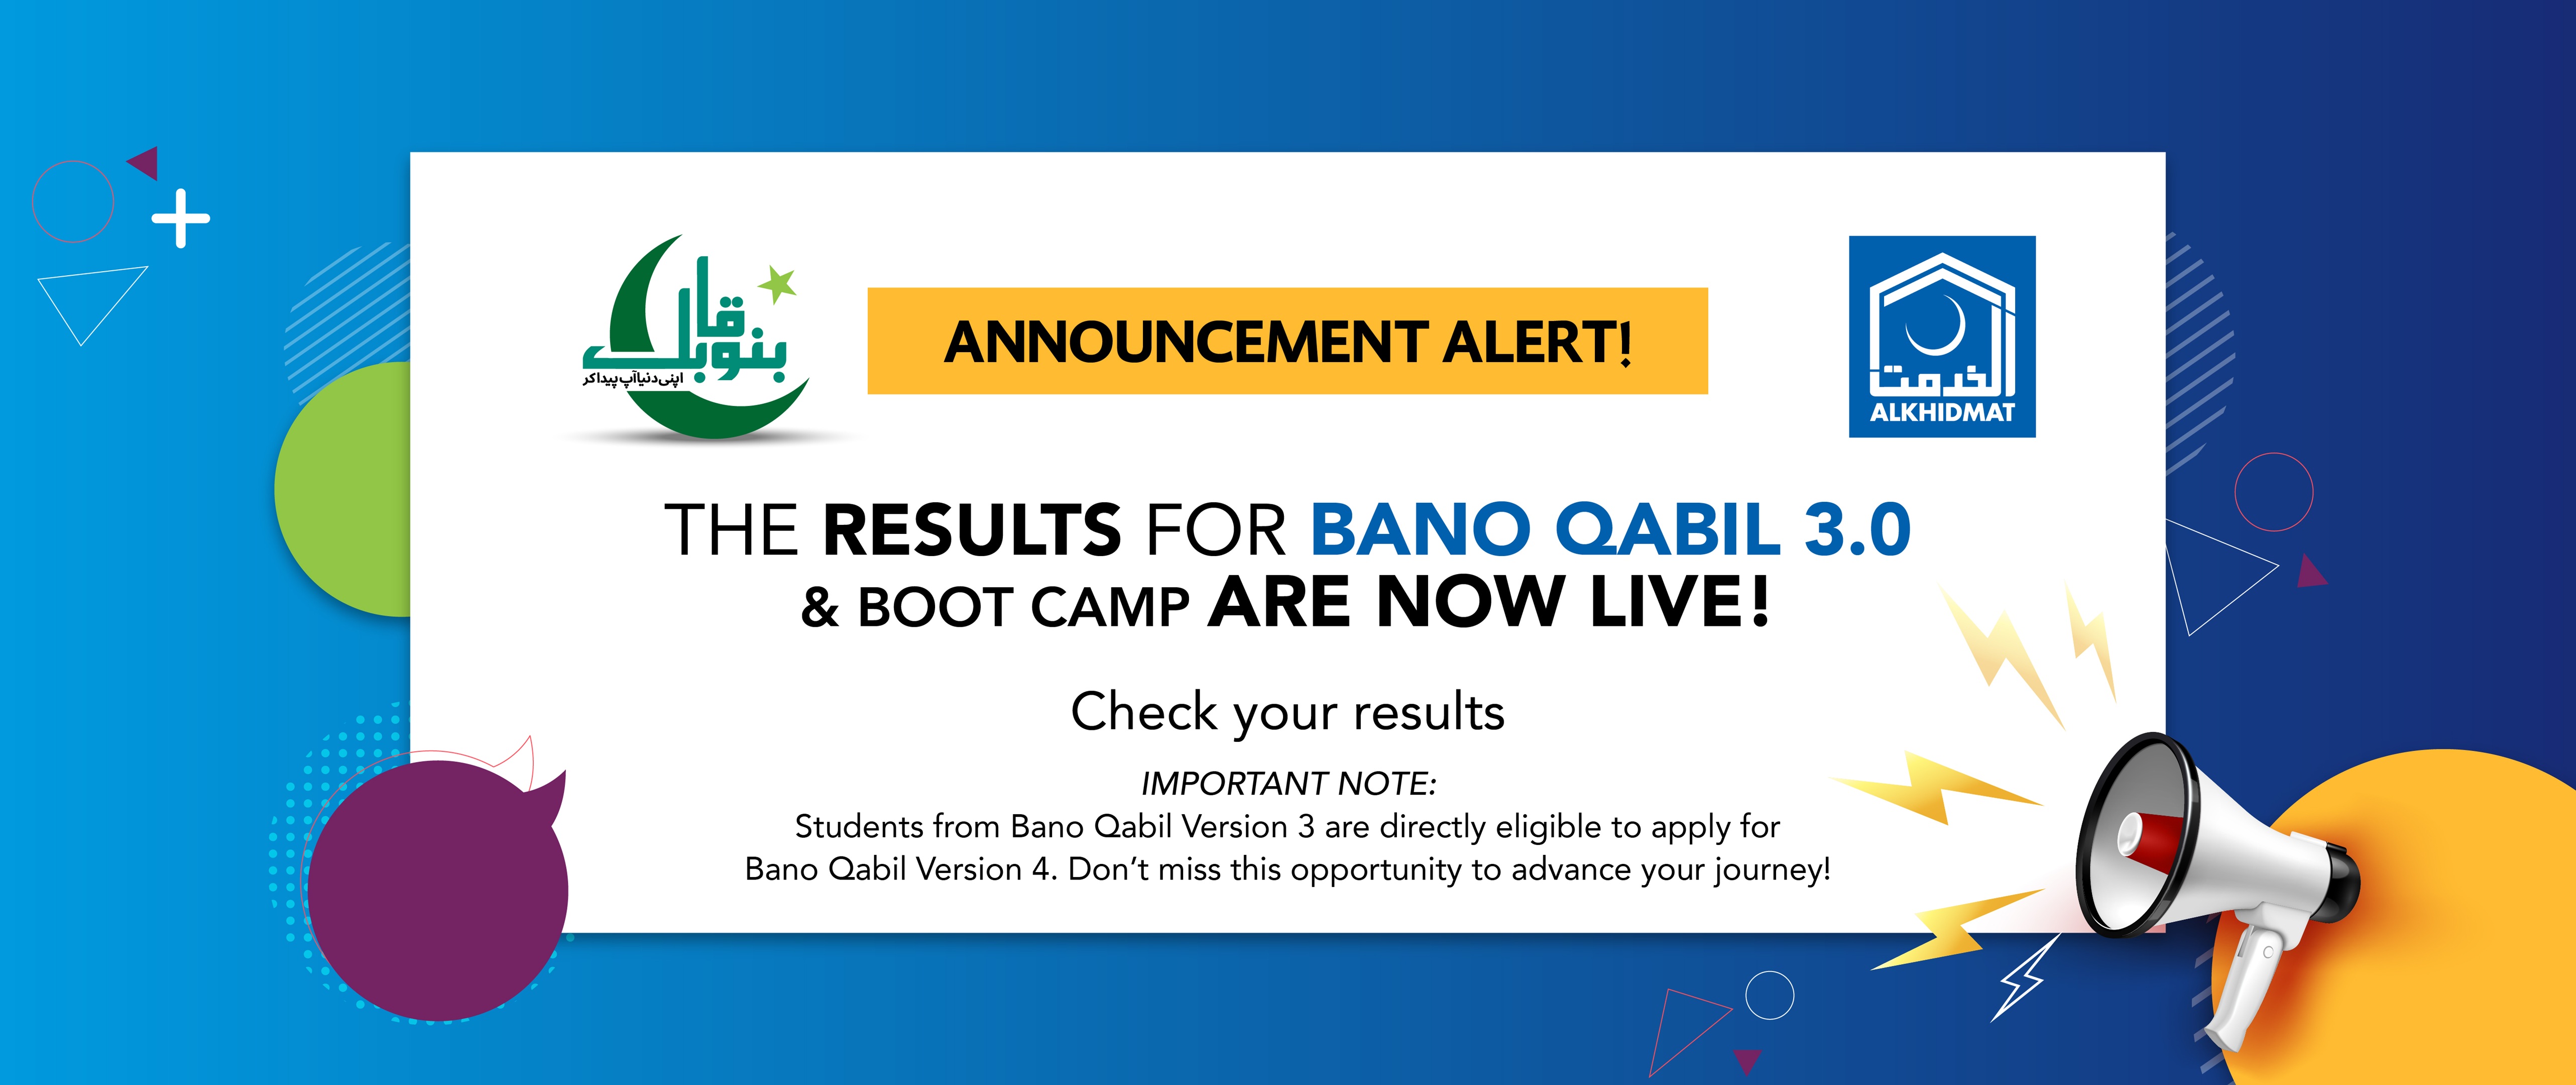 بنو قابل
اپنی دنیا آپ پیدا کر
ANNOUNCEMENT ALERT!
الخدمت
ALKHIDMAT
THE RESULTS FOR BANO QABIL 3.0
& BOOT CAMP ARE NOW LIVE!
Check your results
IMPORTANT NOTE:
Students from Bano Qabil Version 3 are directly eligible to apply for
Bano Qabil Version 4. Don’t miss this opportunity to advance your journey!